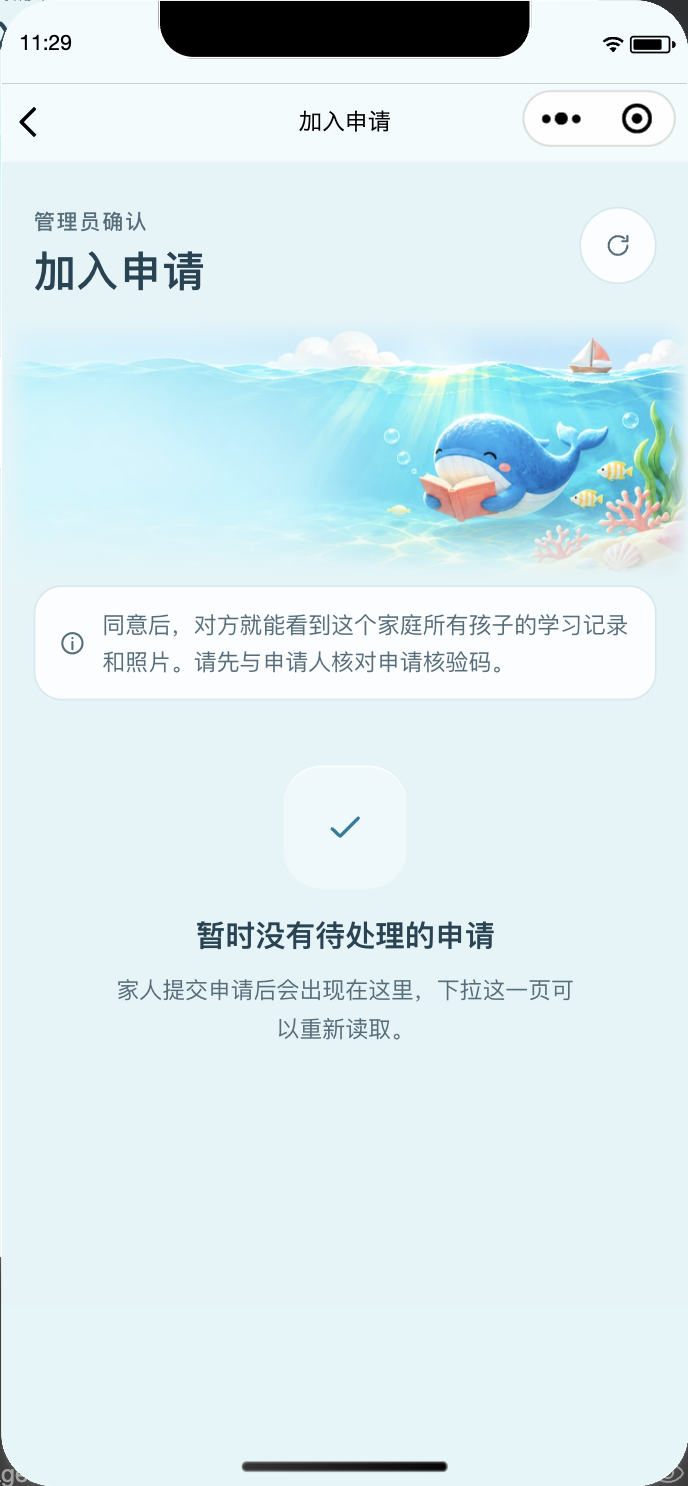 11:29
加入申请
管理员确认
加入申请
同意后，对方就能看到这个家庭所有孩子的学习记录
和照片。请先与申请人核对申请核验码。
暂时没有待处理的申请
家人提交申请后会出现在这里，下拉这一页可
以重新读取。